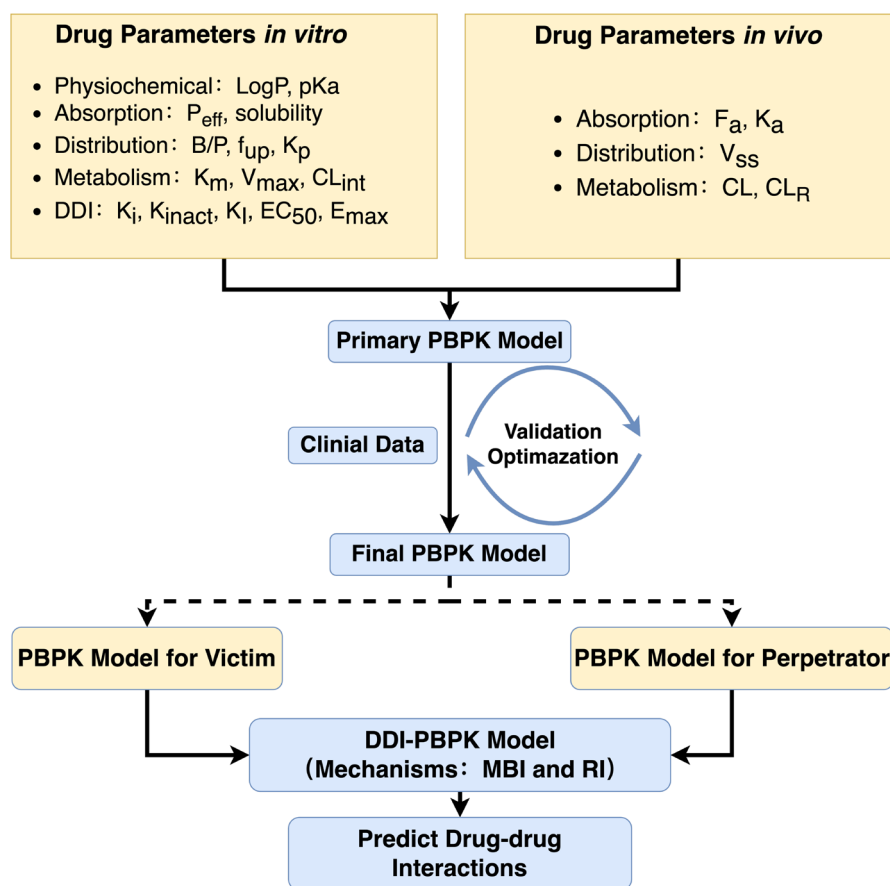 Drug Parameters in vitro
• Physiochemical：LogP, pKa
• Absorption：Peff, solubility
• Distribution：B/P, fup, Kp
• Metabolism：Km, Vmax, CLint
• DDI：Ki, Kinact, KI, EC50, Emax
Drug Parameters in vivo
• Absorption：Fa, Ka
• Distribution：Vss
• Metabolism：CL, CLR
Primary PBPK Model
Clinial Data
Validation
Optimazation
Final PBPK Model
PBPK Model for Victim
PBPK Model for Perpetrator
DDI-PBPK Model
（Mechanisms：MBI and RI）
Predict Drug-drug
Interactions